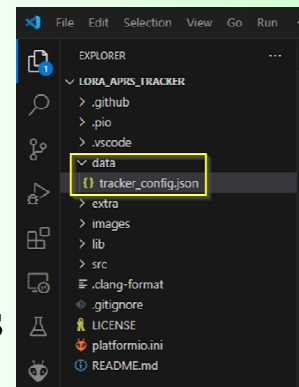 File Edit Selection View Go Run
EXPLORER ...
1
LORA_APRS_TRACKER
.github
.pio
.vscode
data
{} tracker_config.json
extra
images
lib
src
.clang-format
.gitignore
LICENSE
platformio.ini
README.md
s